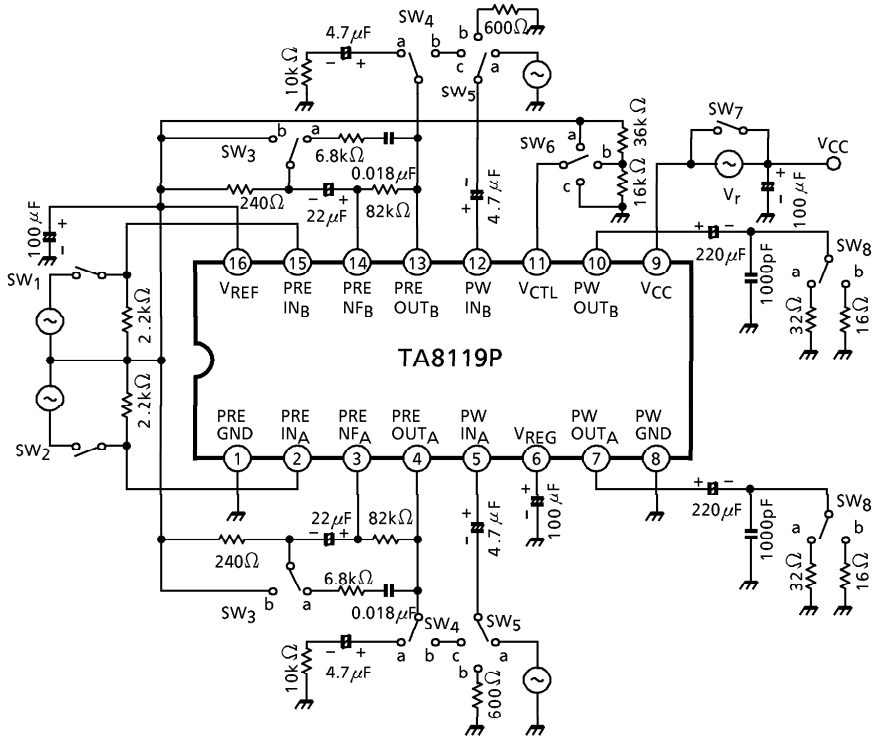 SW4
4.7μF
a
b
b
600Ω
c
a
10kΩ
− +
SW5
SW3
b
a
6.8kΩ
0.018μF
SW6
a
b
c
36kΩ
16kΩ
SW7
VCC
Vr
+
−
100μF
240Ω
− +
22μF
82kΩ
−
+
4.7μF
100μF
+
−
+ −
220μF
1000pF
SW8
a
b
32Ω
16Ω
SW1
2.2kΩ
2.2kΩ
SW2
16
15
14
13
12
11
10
9
VREF
PRE INB
PRE NFB
PRE OUTB
PW INB
VCTL
PW OUTB
VCC
TA8119P
PRE GND
PRE INA
PRE NFA
PRE OUTA
PW INA
VREG
PW OUTA
PW GND
1
2
3
4
5
6
7
8
22μF
− +
82kΩ
240Ω
+
−
4.7μF
+
−
100μF
+ −
220μF
1000pF
SW8
a
b
32Ω
16Ω
SW3
b
a
6.8kΩ
0.018μF
SW4
SW5
10kΩ
− +
4.7μF
a
b
c
a
b
600Ω